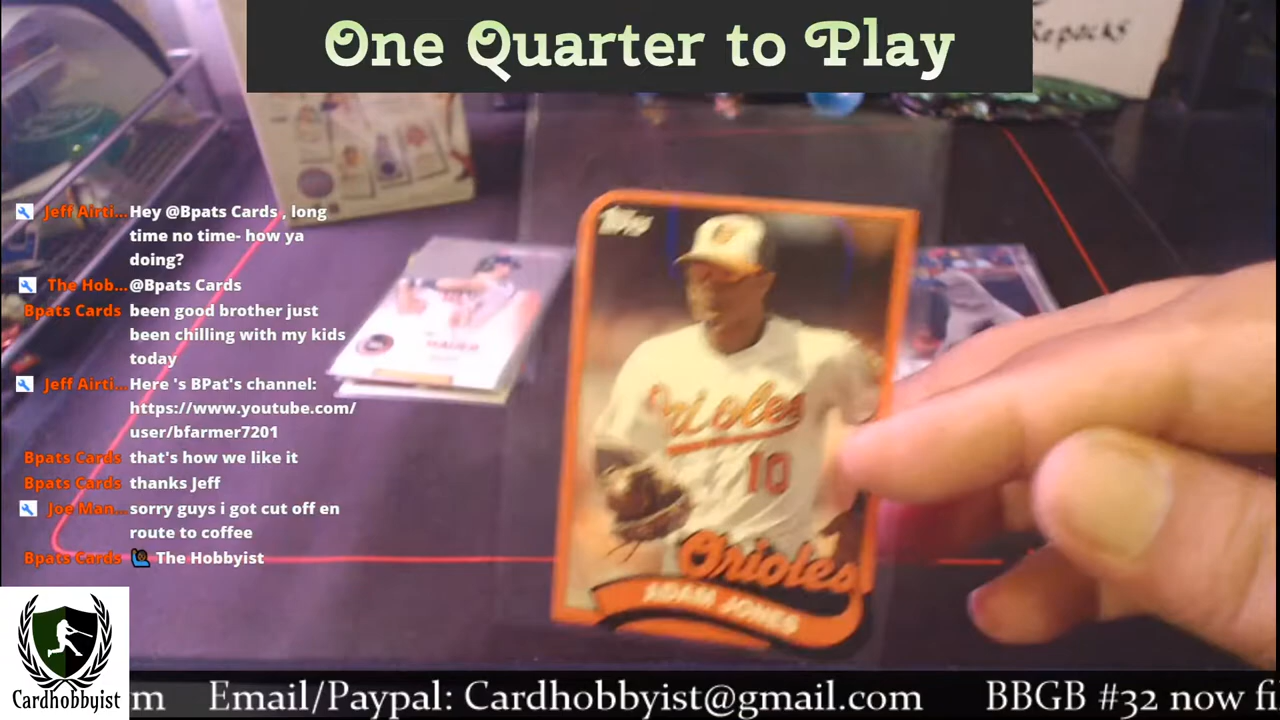 One Quarter to Play
Repacks
Jeff Airti... Hey @Bpats Cards , long
time no time- how ya
doing?
The Hob... @Bpats Cards
Bpats Cards been good brother just
been chilling with my kids
today
Jeff Airti... Here 's BPat's channel:
https://www.youtube.com/
user/bfarmer7201
Bpats Cards that's how we like it
Bpats Cards thanks Jeff
Joe Man... sorry guys i got cut off en
route to coffee
Bpats Cards The Hobbyist
Topps
Orioles
10
Orioles
ADAM JONES
MAUER
Cardhobbyist
m Email/Paypal: Cardhobbyist@gmail.com BBGB #32 now fi